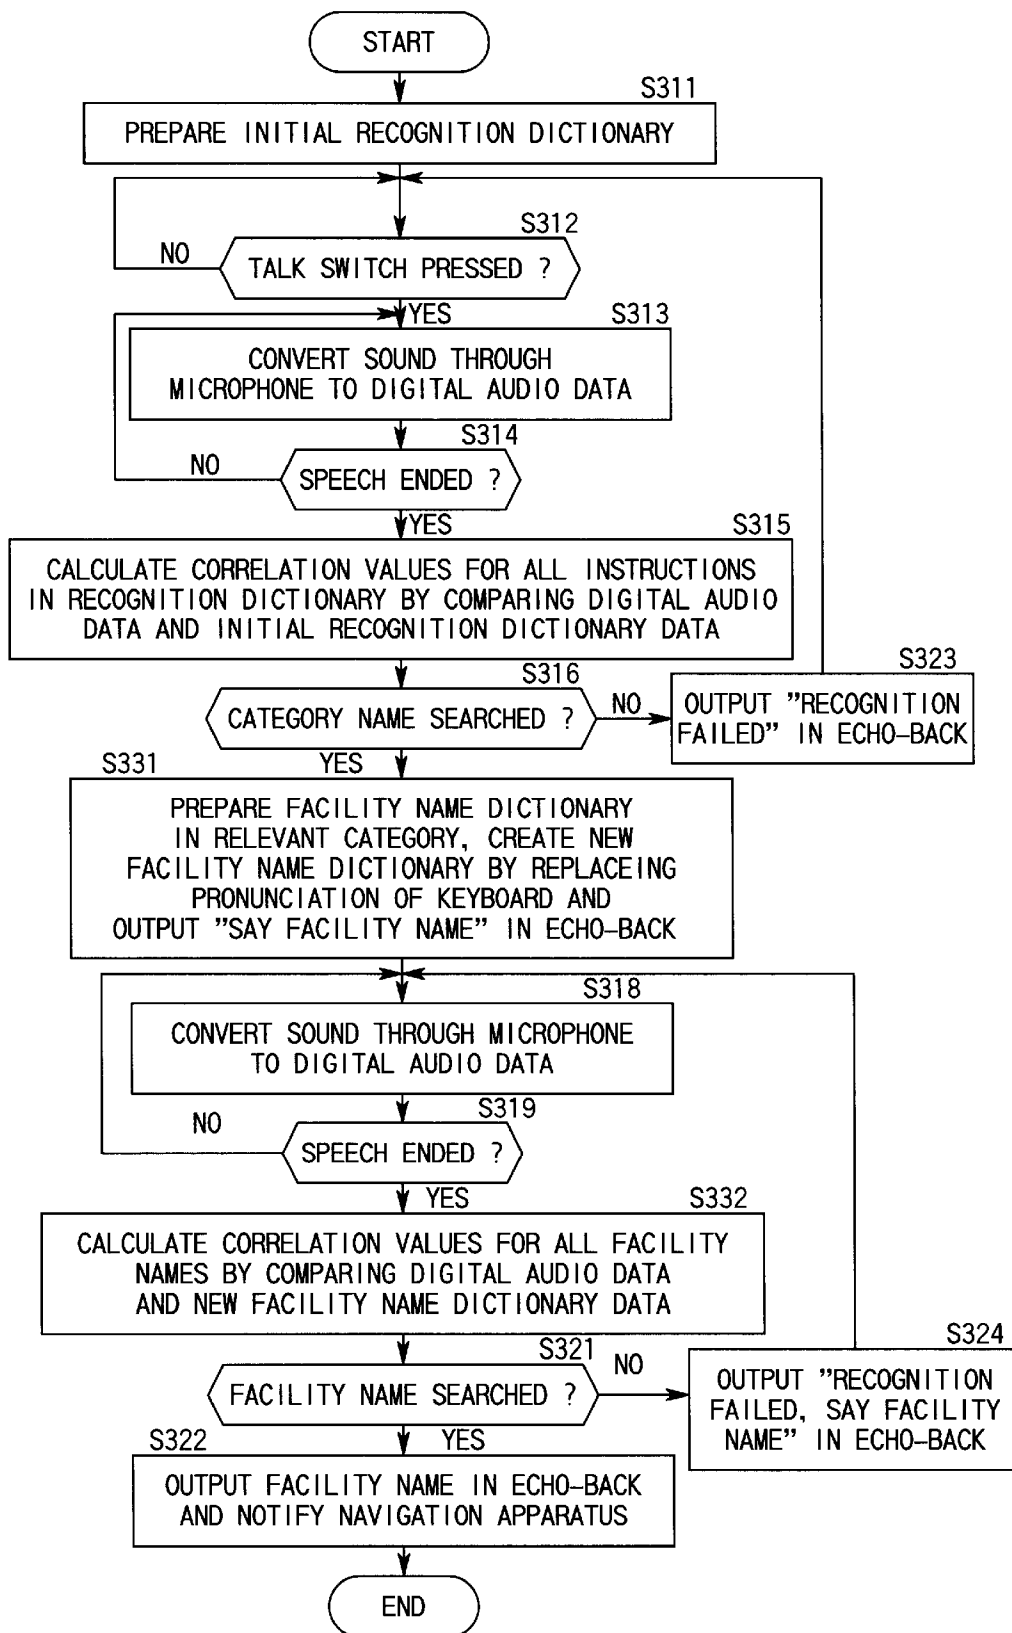 START
S311
PREPARE INITIAL RECOGNITION DICTIONARY
S312
NO
TALK SWITCH PRESSED ?
YES
S313
CONVERT SOUND THROUGH
MICROPHONE TO DIGITAL AUDIO DATA
S314
NO
SPEECH ENDED ?
YES
S315
CALCULATE CORRELATION VALUES FOR ALL INSTRUCTIONS
IN RECOGNITION DICTIONARY BY COMPARING DIGITAL AUDIO
DATA AND INITIAL RECOGNITION DICTIONARY DATA
S316
CATEGORY NAME SEARCHED ?
NO
S323
OUTPUT "RECOGNITION
FAILED" IN ECHO-BACK
S331
YES
PREPARE FACILITY NAME DICTIONARY
IN RELEVANT CATEGORY, CREATE NEW
FACILITY NAME DICTIONARY BY REPLACEING
PRONUNCIATION OF KEYBOARD AND
OUTPUT "SAY FACILITY NAME" IN ECHO-BACK
S318
CONVERT SOUND THROUGH MICROPHONE
TO DIGITAL AUDIO DATA
S319
NO
SPEECH ENDED ?
YES
S332
CALCULATE CORRELATION VALUES FOR ALL FACILITY
NAMES BY COMPARING DIGITAL AUDIO DATA
AND NEW FACILITY NAME DICTIONARY DATA
S321
FACILITY NAME SEARCHED ?
NO
S324
OUTPUT "RECOGNITION
FAILED, SAY FACILITY
NAME" IN ECHO-BACK
S322
YES
OUTPUT FACILITY NAME IN ECHO-BACK
AND NOTIFY NAVIGATION APPARATUS
END